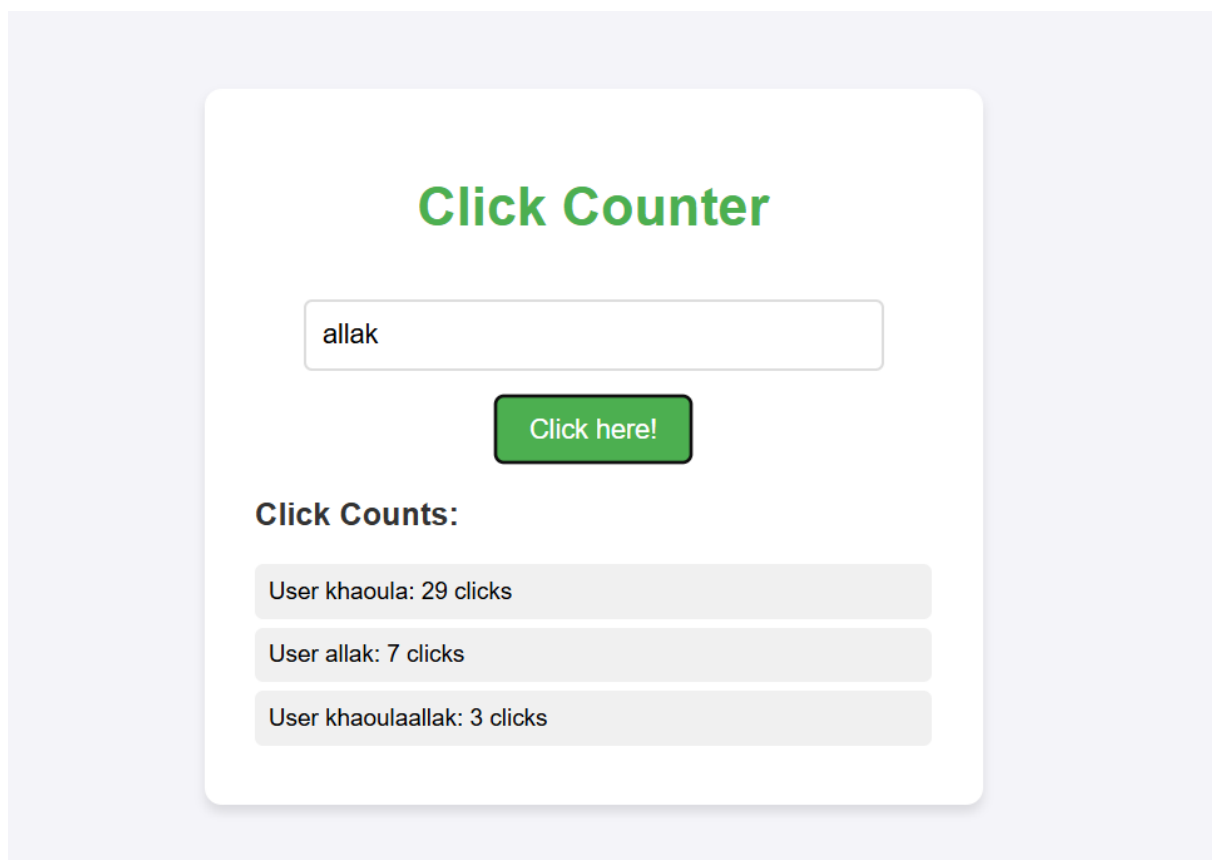 Click Counter
allak
Click here!
Click Counts:
User khaoula: 29 clicks
User allak: 7 clicks
User khaoulaallak: 3 clicks